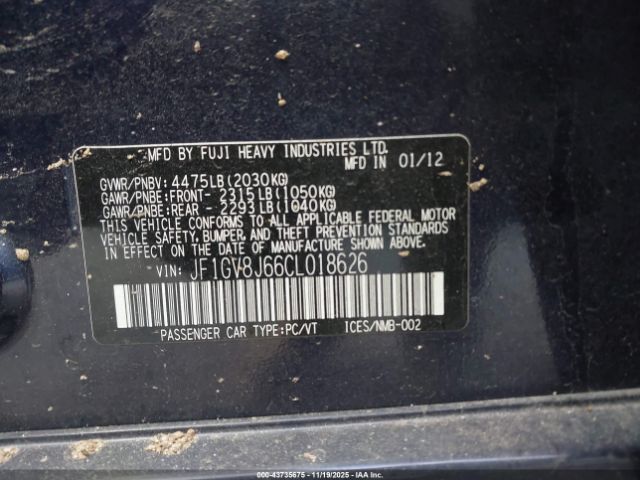 MFD BY FUJI HEAVY INDUSTRIES LTD.
MFD IN 01/12
GVWR/PNBV: 4475LB(2030KG)
GAWR/PNBE:FRONT- 2315LB(1050KG)
GAWR/PNBE:REAR - 2293LB(1040KG)
THIS VEHICLE CONFORMS TO ALL APPLICABLE FEDERAL MOTOR
VEHICLE SAFETY, BUMPER, AND THEFT PREVENTION STANDARDS
IN EFFECT ON THE DATE OF MANUFACTURE SHOWN ABOVE.
VIN: JF1GV8J66CL018626
PASSENGER CAR TYPE:PC/VT ICES/NMB-002
000-43735675 - 11/19/2025 - IAA Inc.